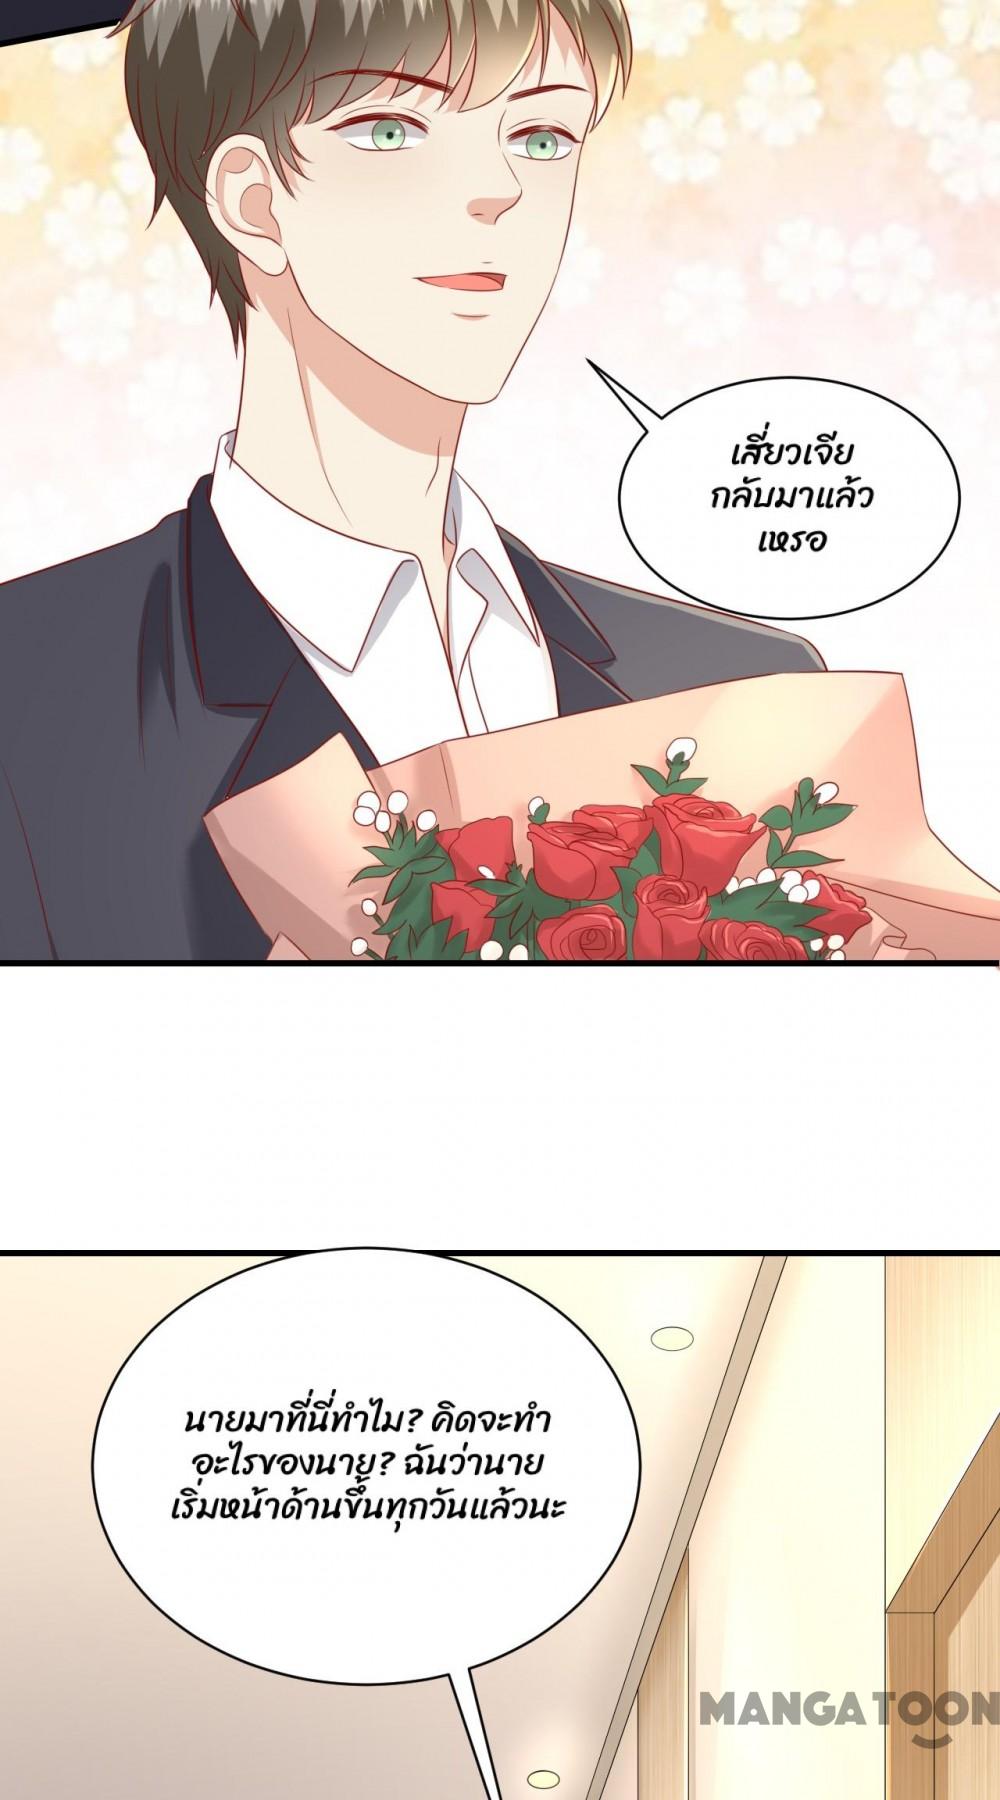 เสี่ยวเจีย
กลับมาแล้ว
เหรอ
นายมาที่นี่ทำไม? คิดจะทำ
อะไรของนาย? ฉันว่านาย
เริ่มหน้าด้านขึ้นทุกวันแล้วนะ
MANGATOON